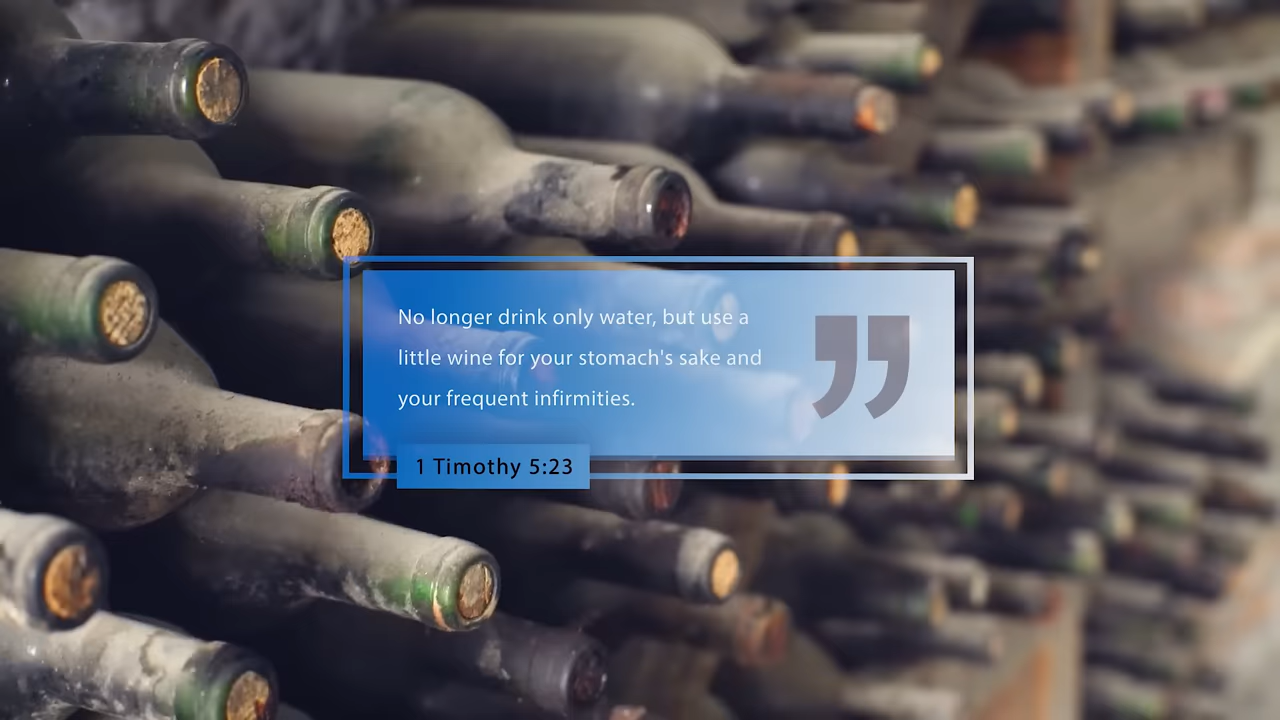 No longer drink only water, but use a
little wine for your stomach's sake and
your frequent infirmities.
1 Timothy 5:23